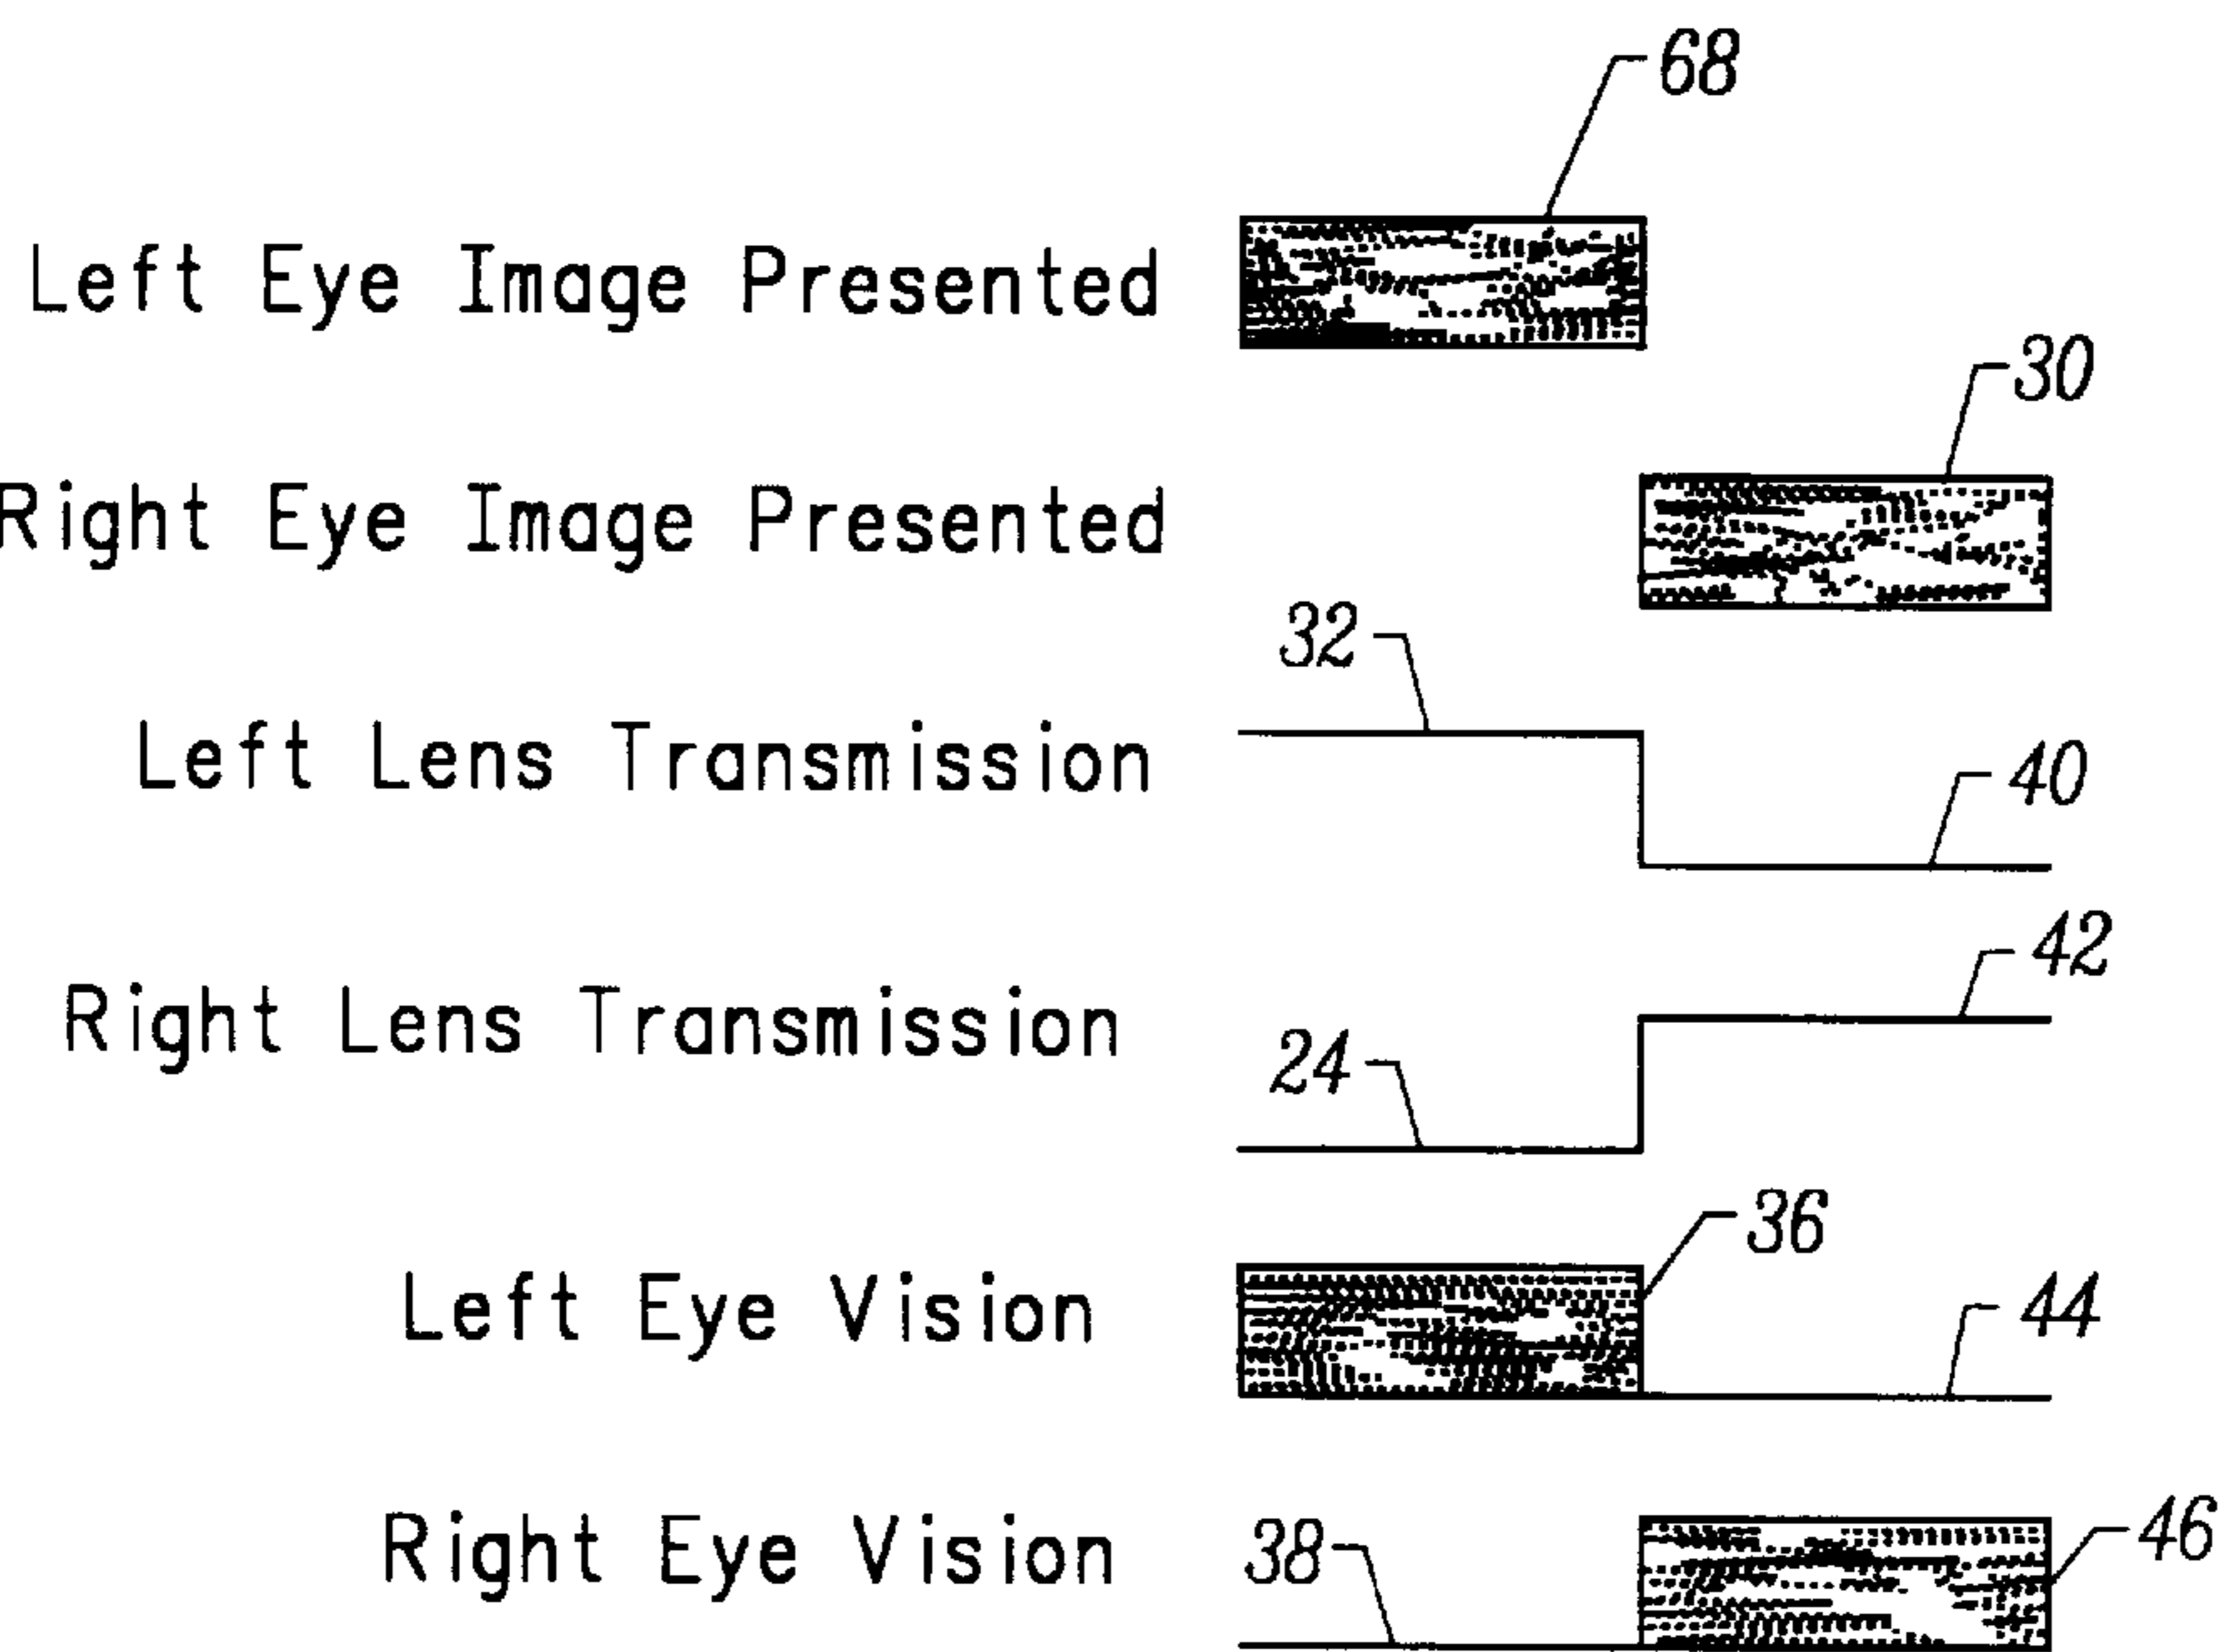 68
Left Eye Image Presented
30
Right Eye Image Presented
32
Left Lens Transmission
40
42
Right Lens Transmission
24
36
Left Eye Vision
44
Right Eye Vision
38
46